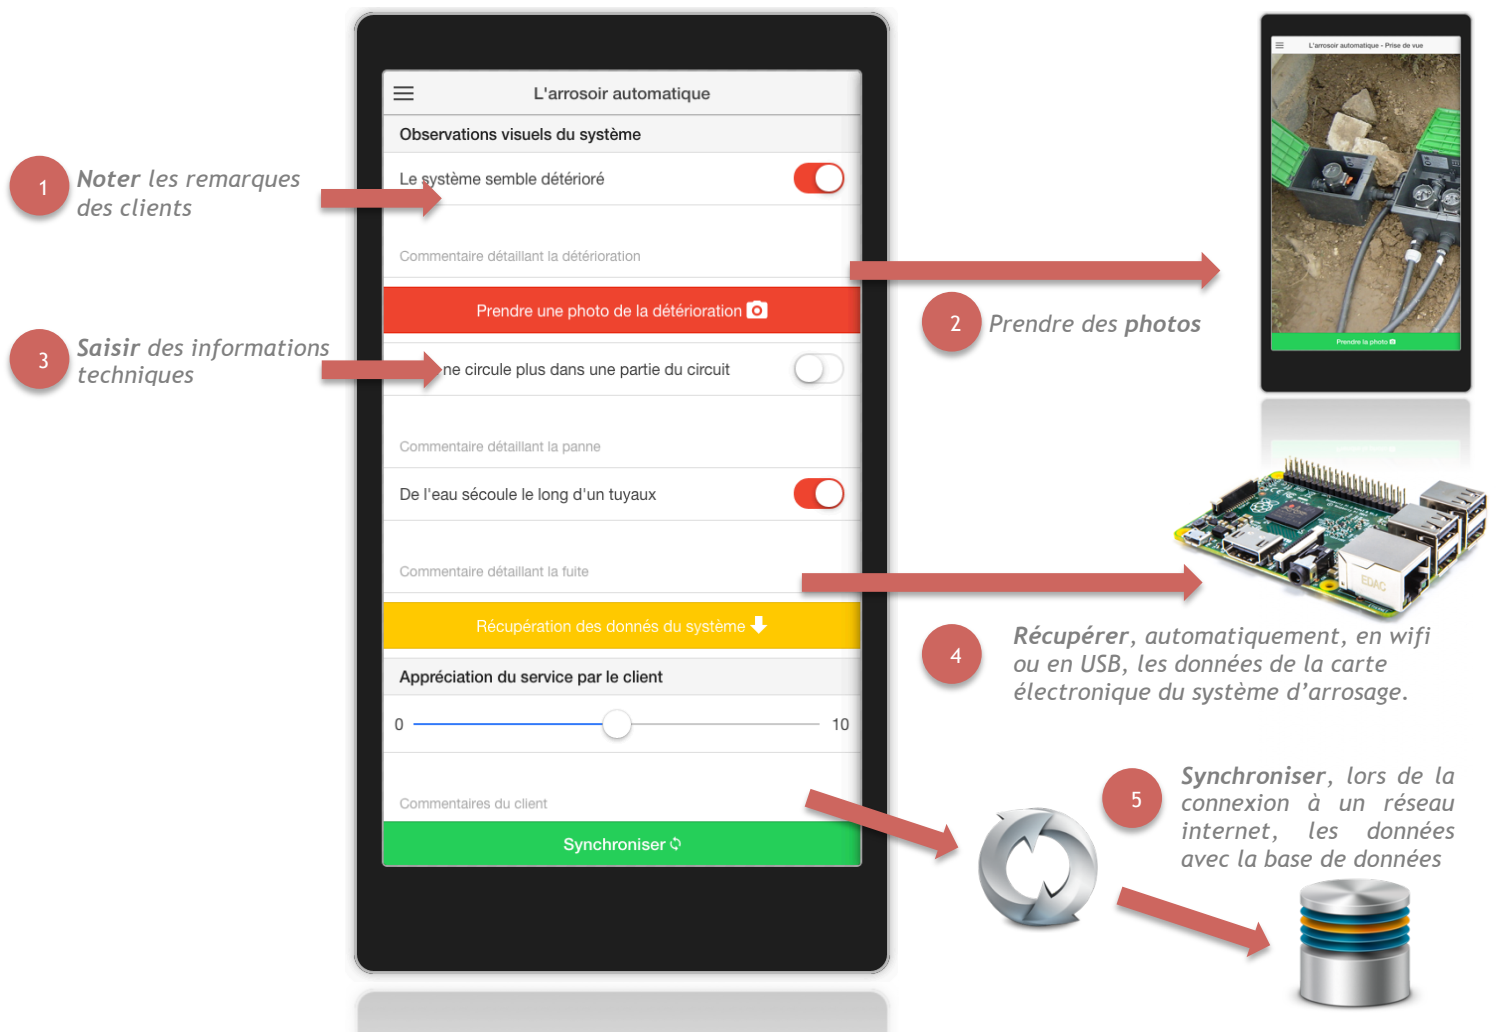 L'arrosoir automatique
Observations visuels du système
Le système semble détérioré
Commentaire détaillant la détérioration
Prendre une photo de la détérioration
ne circule plus dans une partie du circuit
Commentaire détaillant la panne
De l'eau sécoule le long d'un tuyaux
Commentaire détaillant la fuite
Récupération des donnés du système
Appréciation du service par le client
0
10
Commentaires du client
Synchroniser
1
Noter les remarques
des clients
L'arrosoir automatique - Prise de vue
Prendre la photo
2
Prendre des photos
3
Saisir des informations
techniques
EDAC
4
Récupérer, automatiquement, en wifi
ou en USB, les données de la carte
électronique du système d’arrosage.
5
Synchroniser, lors de la
connexion à un réseau
internet, les données
avec la base de données